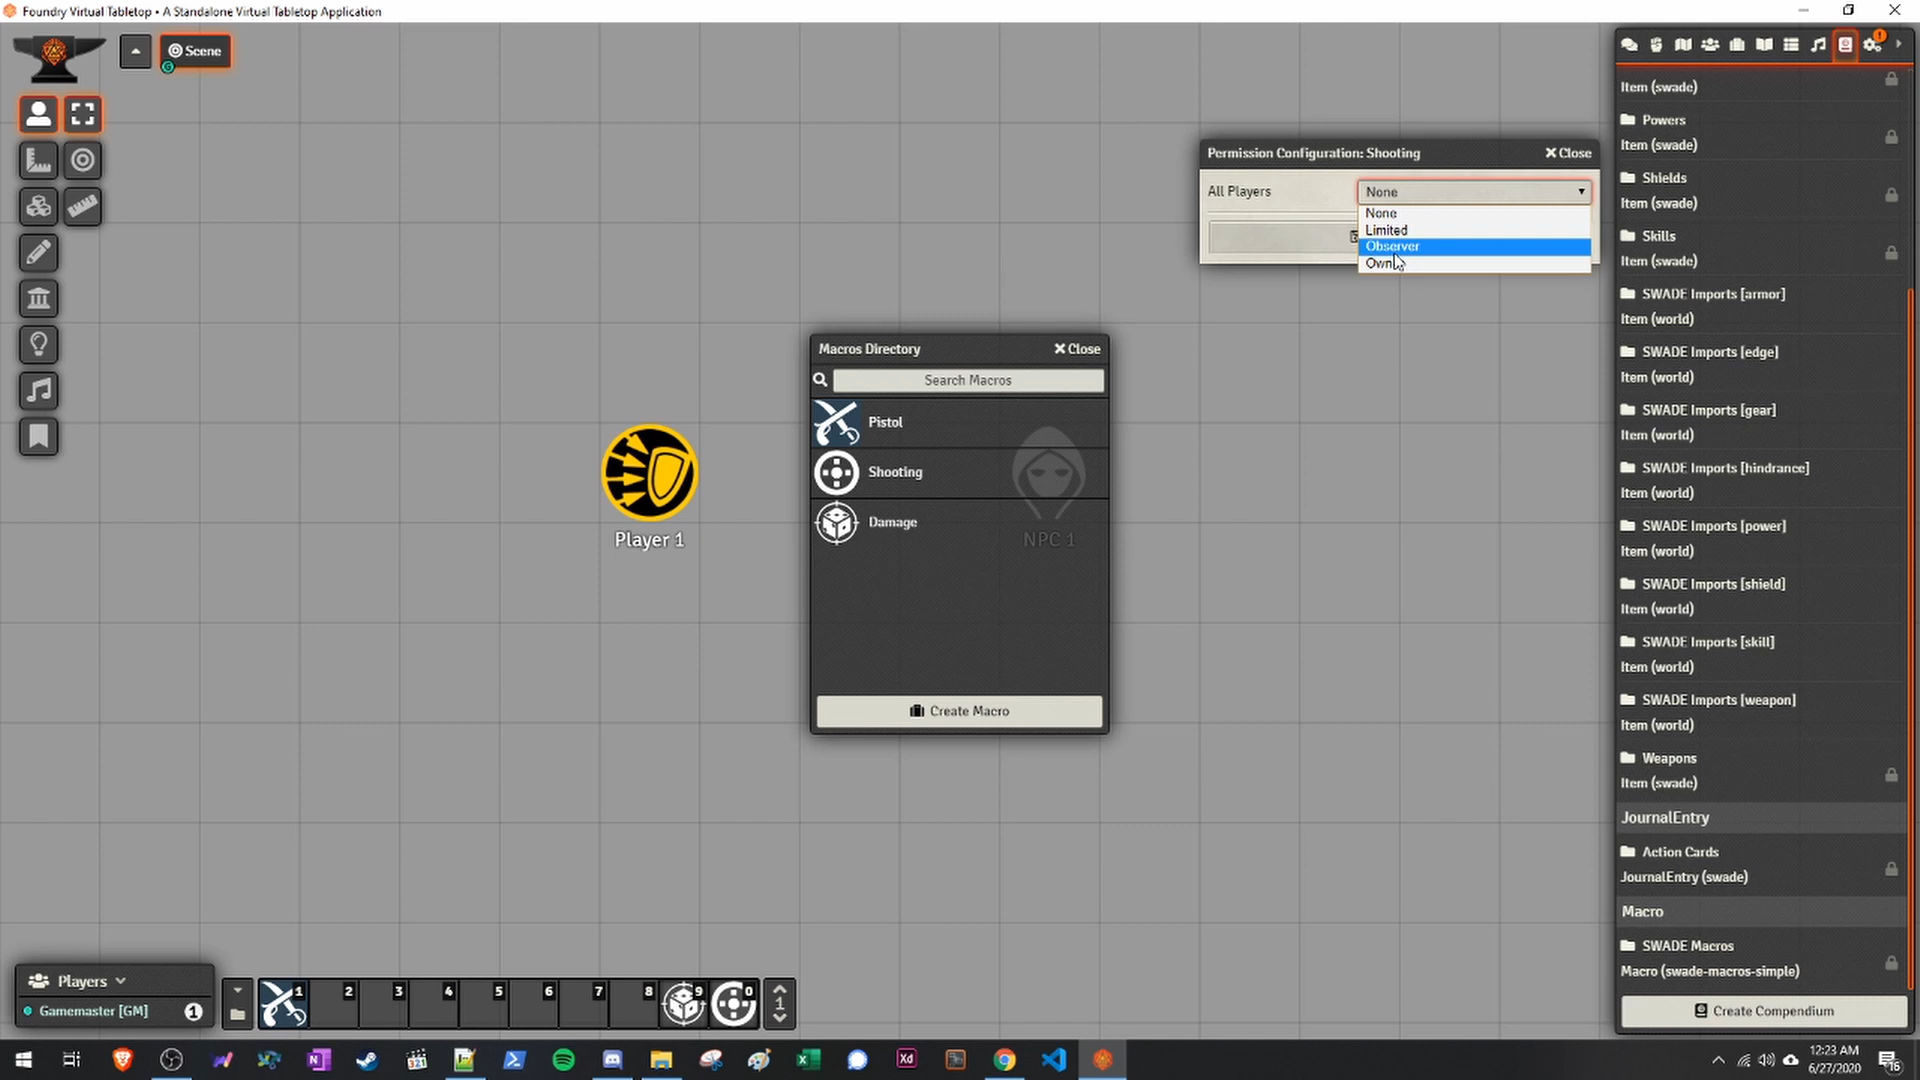 Foundry Virtual Tabletop • A Standalone Virtual Tabletop Application
Scene
G
!
Item (swade)
Powers
Item (swade)
Shields
Item (swade)
Skills
Item (swade)
SWADE Imports [armor]
Item (world)
SWADE Imports [edge]
Item (world)
SWADE Imports [gear]
Item (world)
SWADE Imports [hindrance]
Item (world)
SWADE Imports [power]
Item (world)
SWADE Imports [shield]
Item (world)
SWADE Imports [skill]
Item (world)
SWADE Imports [weapon]
Item (world)
Weapons
Item (swade)
JournalEntry
Action Cards
JournalEntry (swade)
Macro
SWADE Macros
Macro (swade-macros-simple)
Create Compendium
Permission Configuration: Shooting
Close
All Players
None
None
Limited
Observer
Macros Directory
Close
Search Macros
Pistol
Shooting
Damage
Create Macro
Player 1
NPC 1
Players
Gamemaster [GM]
1
1 2 3 4 5 6 7 8 9 0
1
321
Xd
12:23 AM
6/27/2020
16